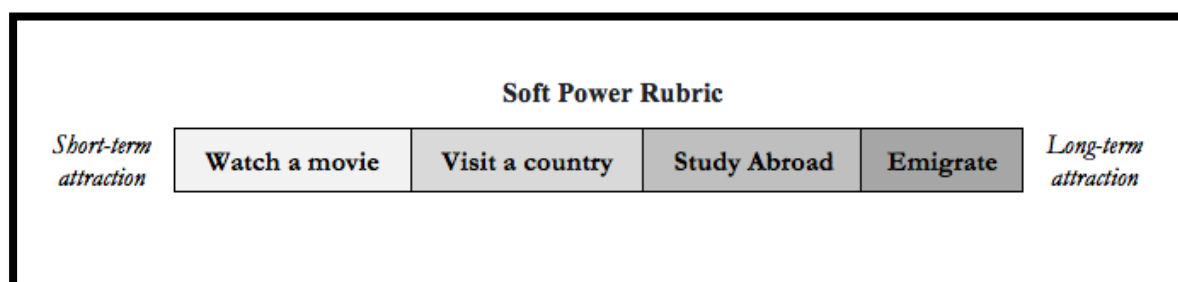 Soft Power Rubric
Short-term
attraction
Watch a movie
Visit a country
Study Abroad
Emigrate
Long-term
attraction